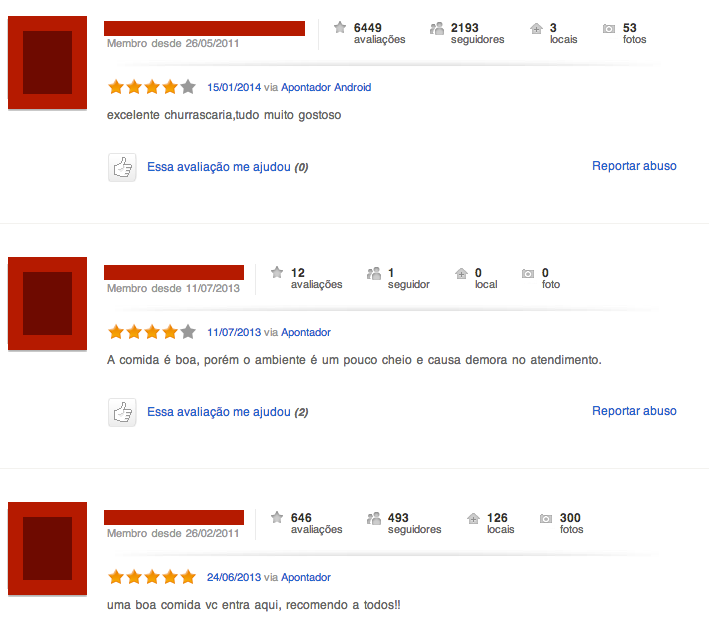 6449 2193 3 53
Membro desde 26/05/2011 avaliações seguidores locais fotos
15/01/2014 via Apontador Android
excelente churrascaria,tudo muito gostoso
Essa avaliação me ajudou (0) Reportar abuso
12 1 0 0
Membro desde 11/07/2013 avaliações seguidor local foto
11/07/2013 via Apontador
A comida é boa, porém o ambiente é um pouco cheio e causa demora no atendimento.
Essa avaliação me ajudou (2) Reportar abuso
646 493 126 300
Membro desde 26/02/2011 avaliações seguidores locais fotos
24/06/2013 via Apontador
uma boa comida vc entra aqui, recomendo a todos!!